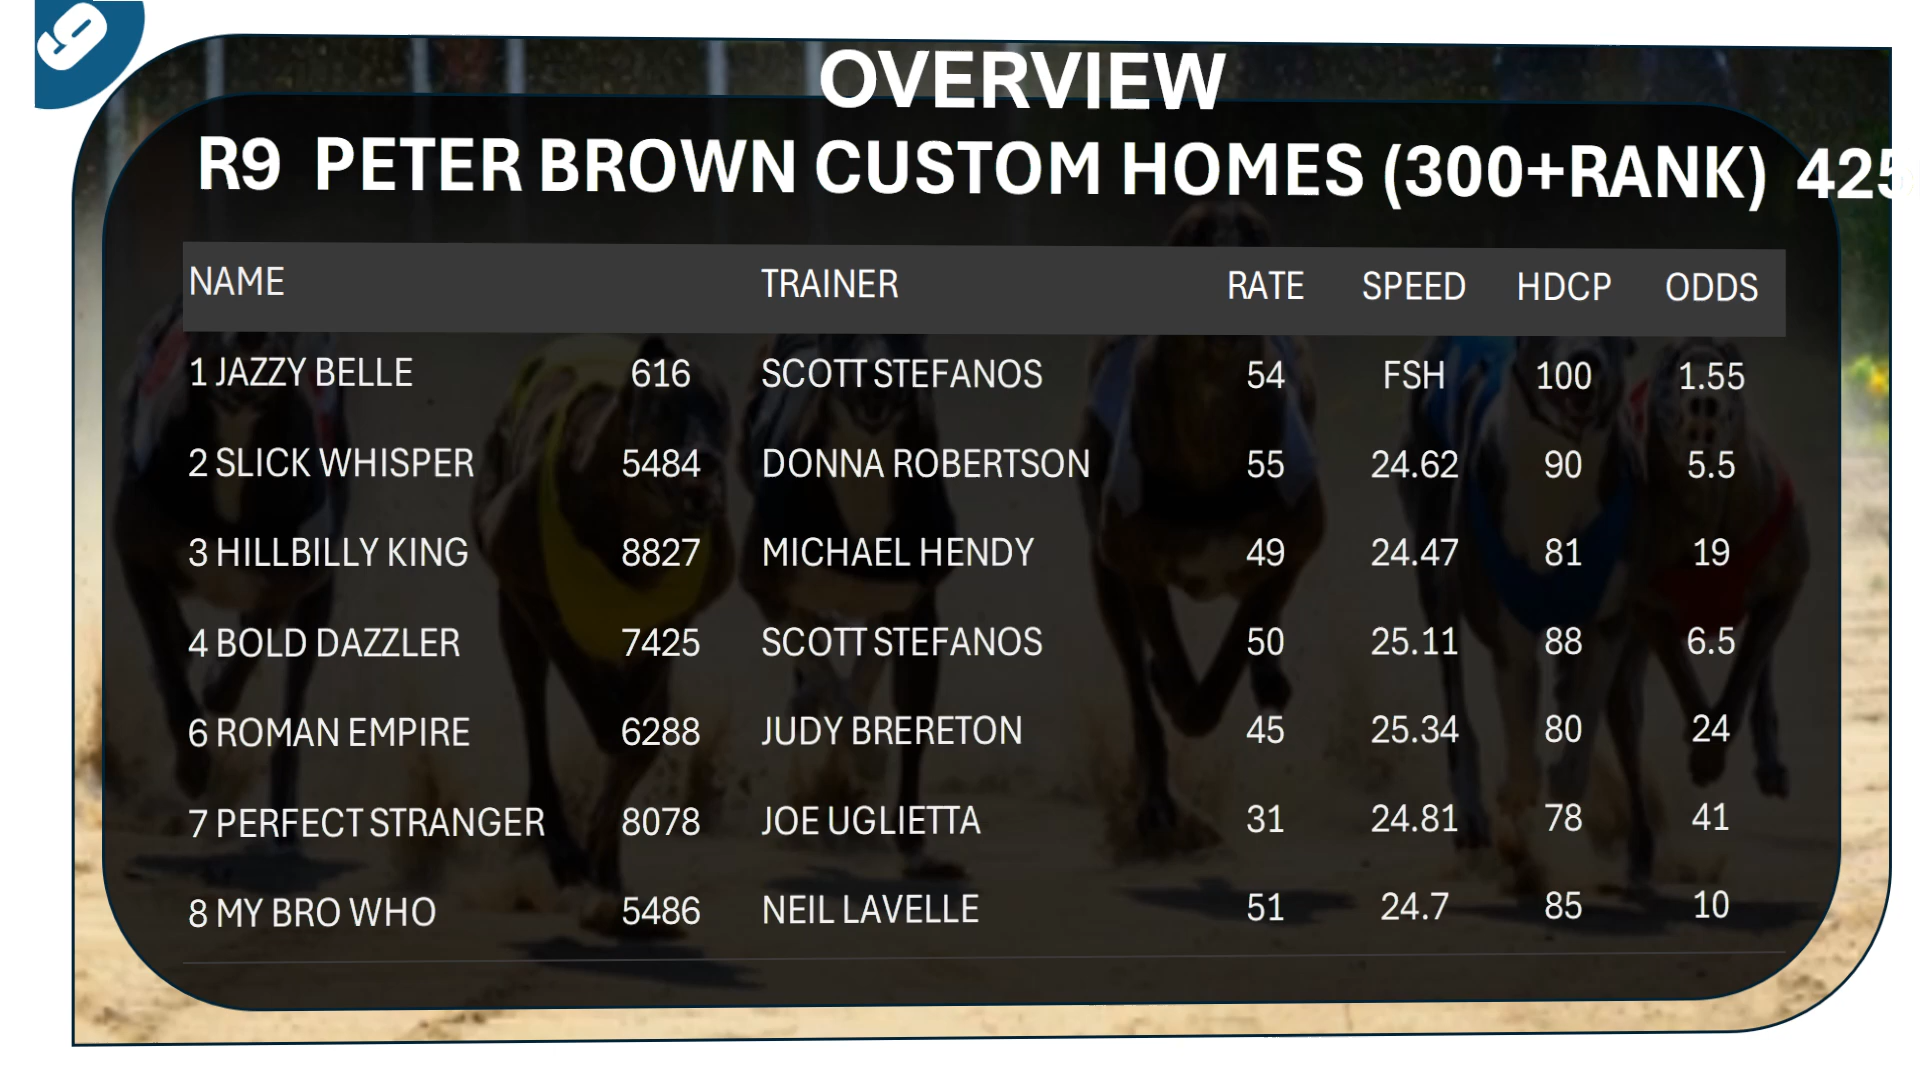 9
OVERVIEW
R9 PETER BROWN CUSTOM HOMES (300+RANK) 425
NAME TRAINER RATE SPEED HDCP ODDS
1 JAZZY BELLE 616 SCOTT STEFANOS 54 FSH 100 1.55
2 SLICK WHISPER 5484 DONNA ROBERTSON 55 24.62 90 5.5
3 HILLBILLY KING 8827 MICHAEL HENDY 49 24.47 81 19
4 BOLD DAZZLER 7425 SCOTT STEFANOS 50 25.11 88 6.5
6 ROMAN EMPIRE 6288 JUDY BRERETON 45 25.34 80 24
7 PERFECT STRANGER 8078 JOE UGLIETTA 31 24.81 78 41
8 MY BRO WHO 5486 NEIL LAVELLE 51 24.7 85 10